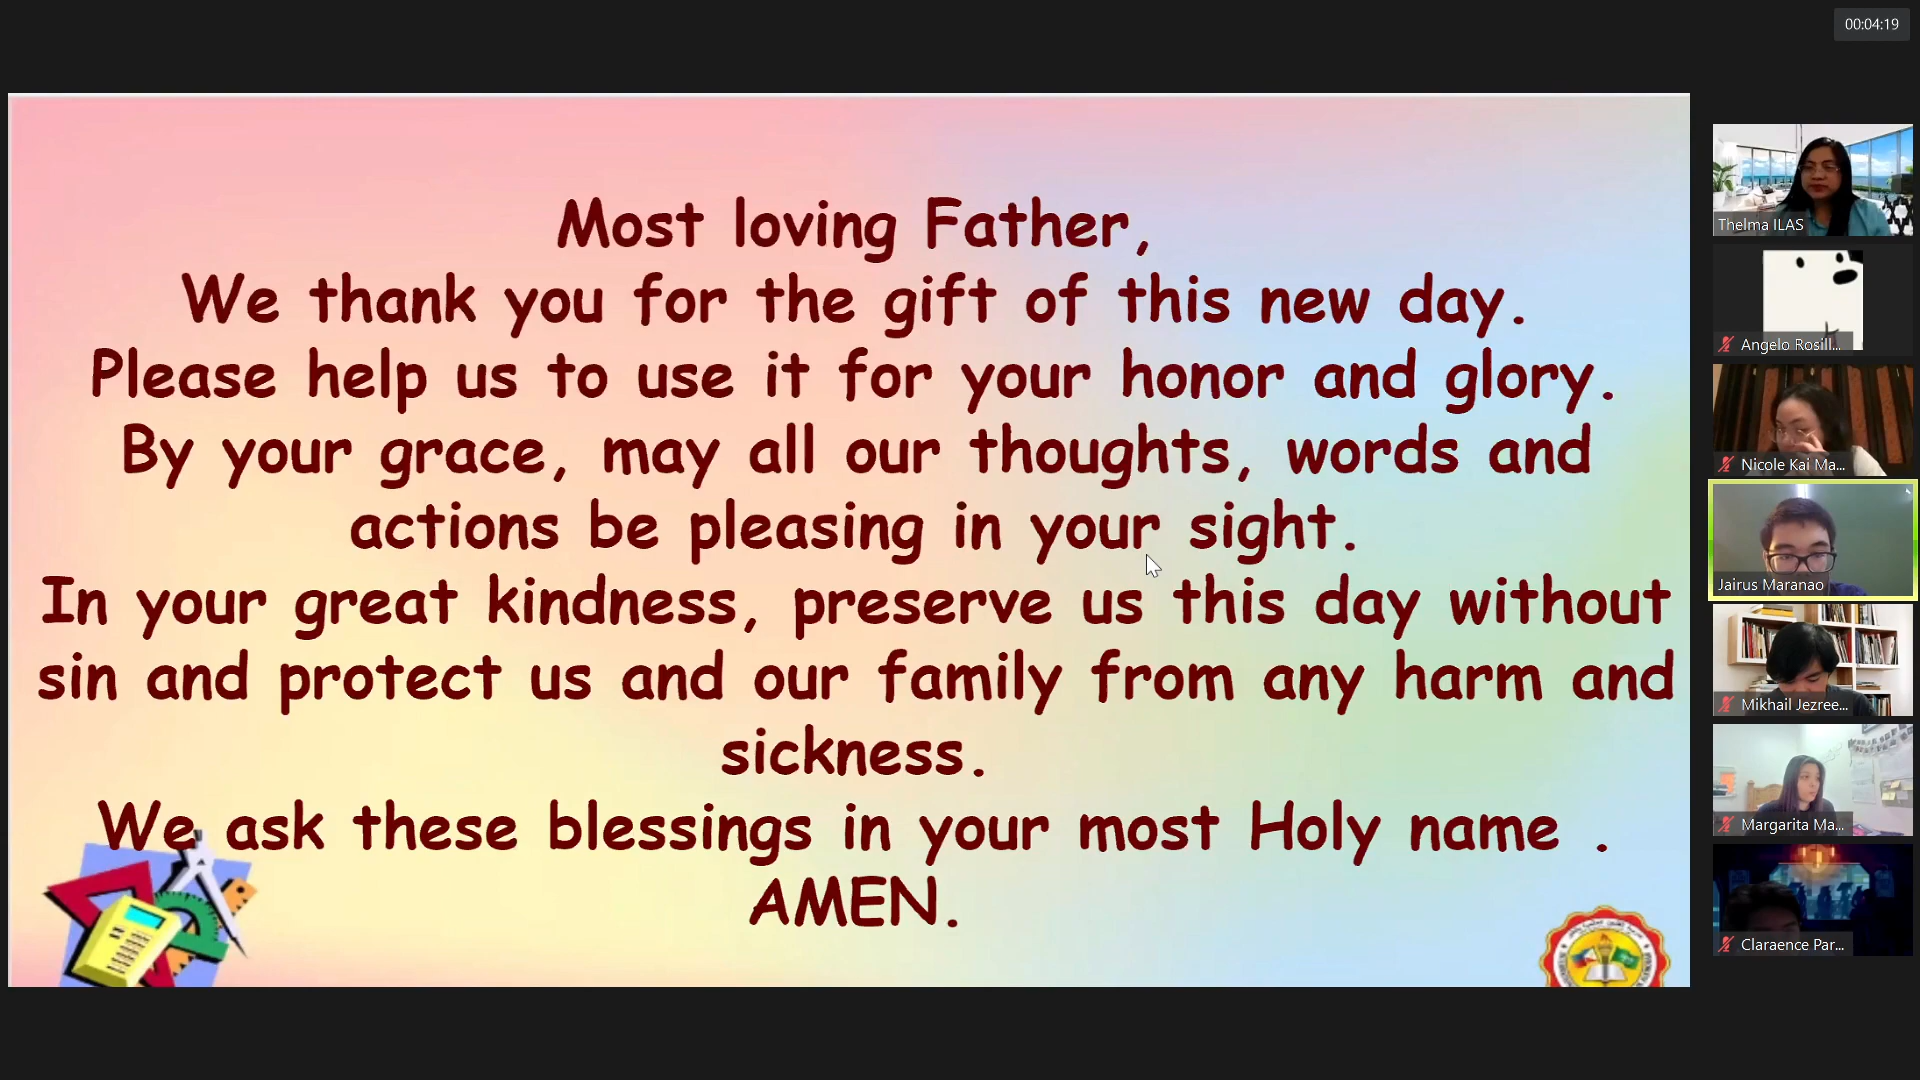 00:04:19
Most loving Father,
We thank you for the gift of this new day.
Please help us to use it for your honor and glory.
By your grace, may all our thoughts, words and
actions be pleasing in your sight.
In your great kindness, preserve us this day without
sin and protect us and our family from any harm and
sickness.
We ask these blessings in your most Holy name .
AMEN.
Thelma ILAS
Angelo Rosill...
Nicole Kai Ma...
Jairus Maranao
Mikhail Jezree...
Margarita Ma...
Claraence Par...